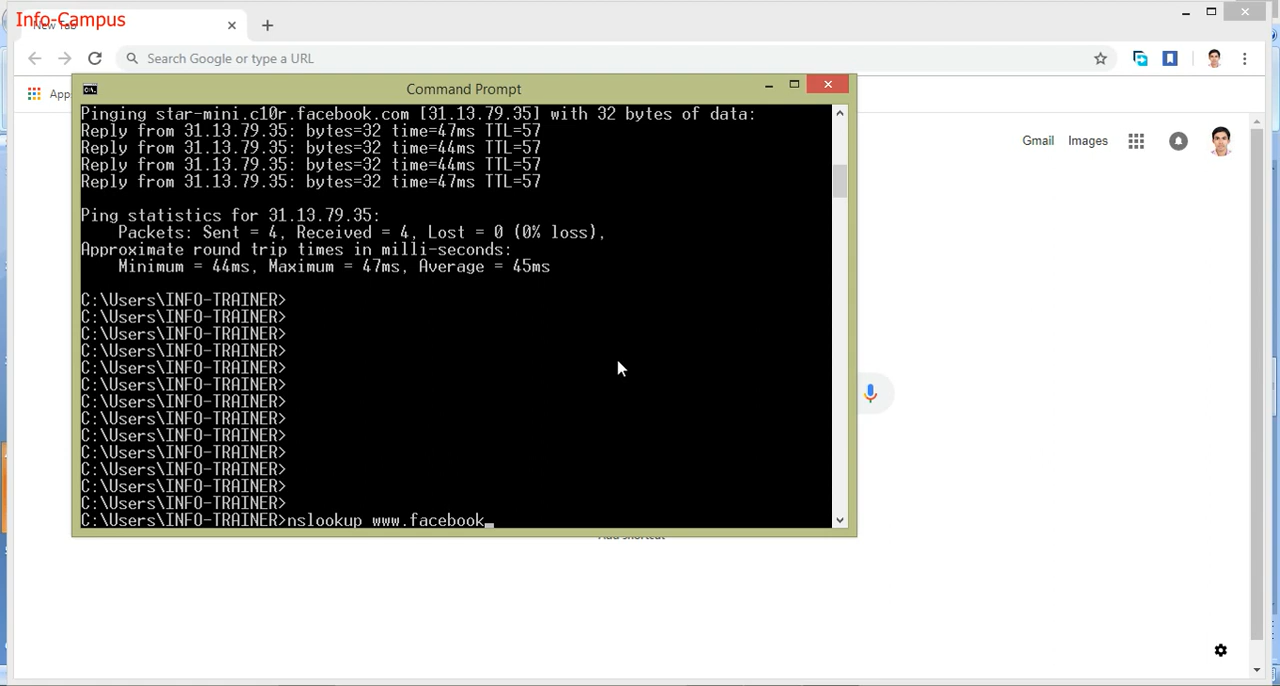 Info-Campus
New Tab
Search Google or type a URL
App
Command Prompt
Gmail
Images
Pinging star-mini.c10r.facebook.com [31.13.79.35] with 32 bytes of data:
Reply from 31.13.79.35: bytes=32 time=47ms TTL=57
Reply from 31.13.79.35: bytes=32 time=44ms TTL=57
Reply from 31.13.79.35: bytes=32 time=44ms TTL=57
Reply from 31.13.79.35: bytes=32 time=47ms TTL=57
Ping statistics for 31.13.79.35:
Packets: Sent = 4, Received = 4, Lost = 0 (0% loss),
Approximate round trip times in milli-seconds:
Minimum = 44ms, Maximum = 47ms, Average = 45ms
C:\Users\INFO-TRAINER>
C:\Users\INFO-TRAINER>
C:\Users\INFO-TRAINER>
C:\Users\INFO-TRAINER>
C:\Users\INFO-TRAINER>
C:\Users\INFO-TRAINER>
C:\Users\INFO-TRAINER>
C:\Users\INFO-TRAINER>
C:\Users\INFO-TRAINER>
C:\Users\INFO-TRAINER>
C:\Users\INFO-TRAINER>
C:\Users\INFO-TRAINER>
C:\Users\INFO-TRAINER>
C:\Users\INFO-TRAINER>nslookup www.facebook_
Add shortcut